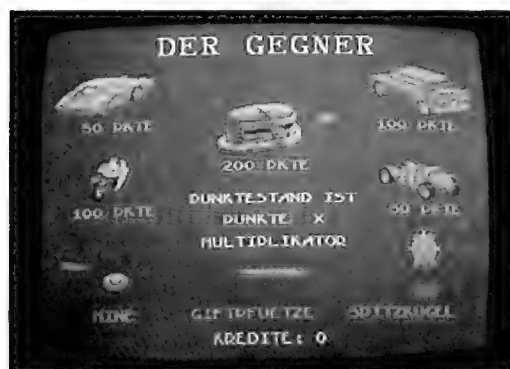 DER GEGNER
50 PKTE
100 PKTE
200 PKTE
100 PKTE
50 PKTE
PUNKTESTAND IST
PUNKTE X
MULTIPLIKATOR
MINE
GIFTPFUETZE
SPITZKUGEL
KREDITE: 0